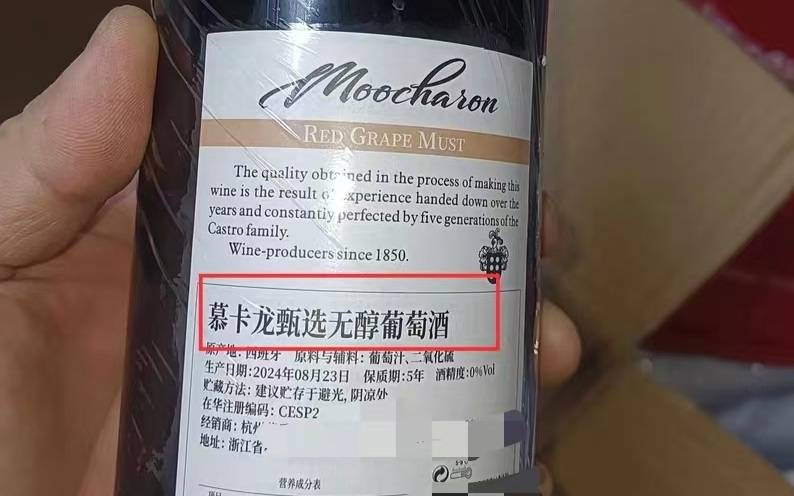 Moocharon
RED GRAPE MUST
The quality obtained in the process of making this
wine is the result of experience handed down over the
years and constantly perfected by five generations of the
Castro family.
Wine-producers since 1850.
慕卡龙甄选无醇葡萄酒
原产地: 西班牙 原料与辅料: 葡萄汁、二氧化硫
生产日期:2024年08月23日 保质期:5年 酒精度:0%Vol
贮藏方法: 建议贮存于避光, 阴凉处
在华注册编码: CESP2
经销商: 杭州
地址: 浙江省
营养成分表